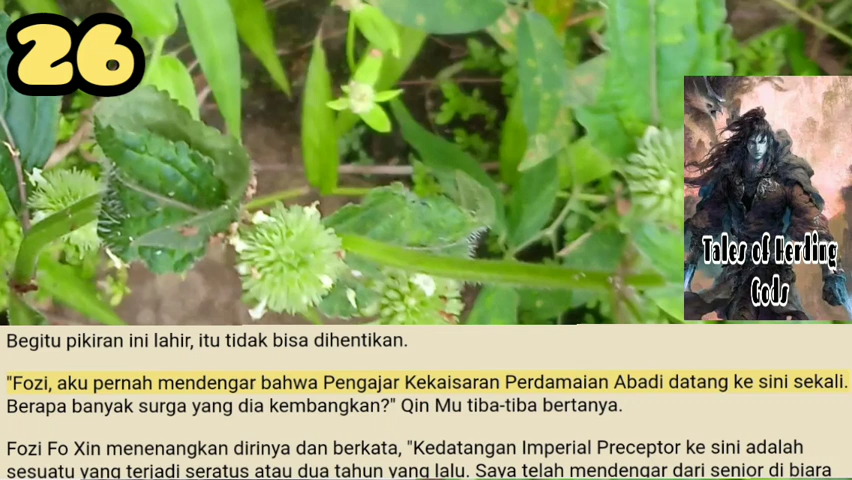 26
Tales of Herding
Gods
Begitu pikiran ini lahir, itu tidak bisa dihentikan.
"Fozi, aku pernah mendengar bahwa Pengajar Kekaisaran Perdamaian Abadi datang ke sini sekali.
Berapa banyak surga yang dia kembangkan?" Qin Mu tiba-tiba bertanya.
Fozi Fo Xin menenangkan dirinya dan berkata, "Kedatangan Imperial Preceptor ke sini adalah
sesuatu yang terjadi seratus atau dua tahun yang lalu. Saya telah mendengar dari senior di biara